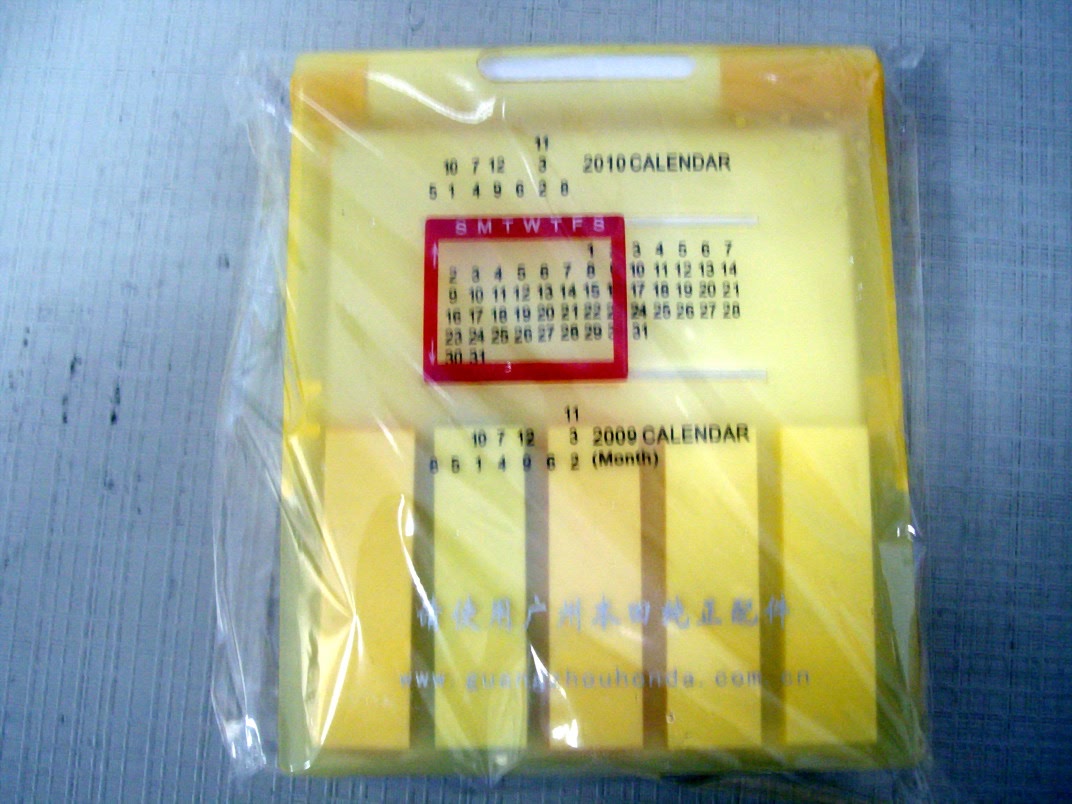 11
10 7 12 3 2010 CALENDAR
5 1 4 9 6 2 8
S M T W T F S
1 3 4 5 6 7
2 3 4 5 6 7 8 10 11 12 13 14
9 10 11 12 13 14 15 17 18 19 20 21
16 17 18 19 20 21 22 24 25 26 27 28
23 24 25 26 27 28 29 31
30 31
11
10 7 12 3 2009 CALENDAR
8 5 1 4 9 6 2 (Month)
请使用广州本田纯正配件
www.guangzhouhonda.com.cn